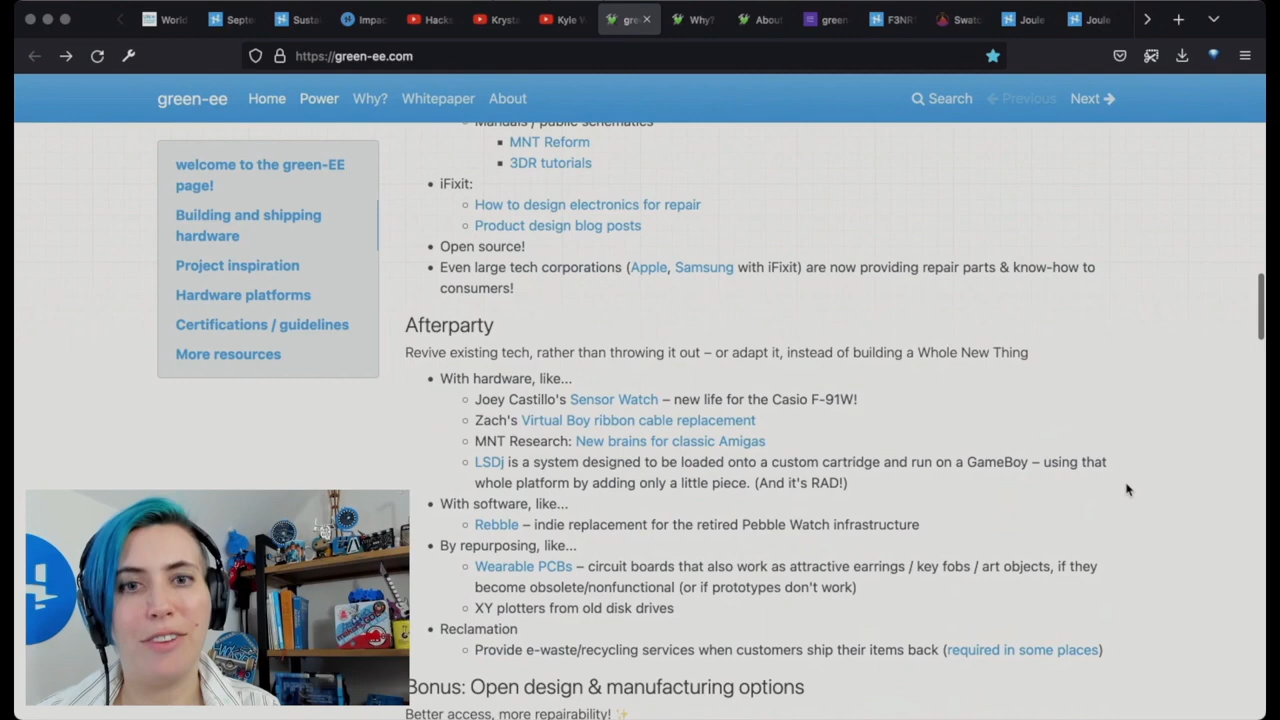 World
Septe
Susta
Impac
Hacks
Krysta
Kyle
gre
Why?
About
green
F3NR
Swatc
Joule
Joule
https://green-ee.com
green-ee Home Power Why? Whitepaper About Search Previous Next
welcome to the green-EE
page!
Building and shipping
hardware
Project inspiration
Hardware platforms
Certifications / guidelines
More resources
Manuals / public schematics
MNT Reform
3DR tutorials
iFixit:
How to design electronics for repair
Product design blog posts
Open source!
Even large tech corporations (Apple, Samsung with iFixit) are now providing repair parts & know-how to
consumers!
Afterparty
Revive existing tech, rather than throwing it out – or adapt it, instead of building a Whole New Thing
With hardware, like...
Joey Castillo's Sensor Watch – new life for the Casio F-91W!
Zach's Virtual Boy ribbon cable replacement
MNT Research: New brains for classic Amigas
LSDj is a system designed to be loaded onto a custom cartridge and run on a GameBoy – using that
whole platform by adding only a little piece. (And it's RAD!)
With software, like...
Rebble – indie replacement for the retired Pebble Watch infrastructure
By repurposing, like...
Wearable PCBs – circuit boards that also work as attractive earrings / key fobs / art objects, if they
become obsolete/nonfunctional (or if prototypes don't work)
XY plotters from old disk drives
Reclamation
Provide e-waste/recycling services when customers ship their items back (required in some places)
Bonus: Open design & manufacturing options
Better access, more repairability! ✨